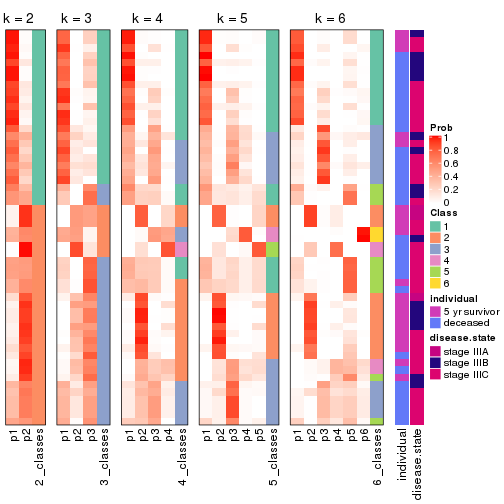 k = 2 k = 3 k = 4 k = 5 k = 6
Prob
1
0.8
0.6
0.4
0.2
0
Class
1
2
3
4
5
6
individual
5 yr survivor
deceased
disease.state
stage IIIA
stage IIIB
stage IIIC
p1 p2 2_classes p1 p2 p3 3_classes p1 p2 p3 p4 4_classes p1 p2 p3 p4 p5 5_classes p1 p2 p3 p4 p5 p6 6_classes individual disease.state